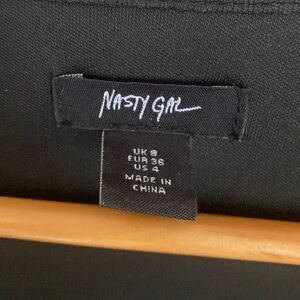 NASTY GAL
UK 8
EUR 36
US 4
MADE IN
CHINA